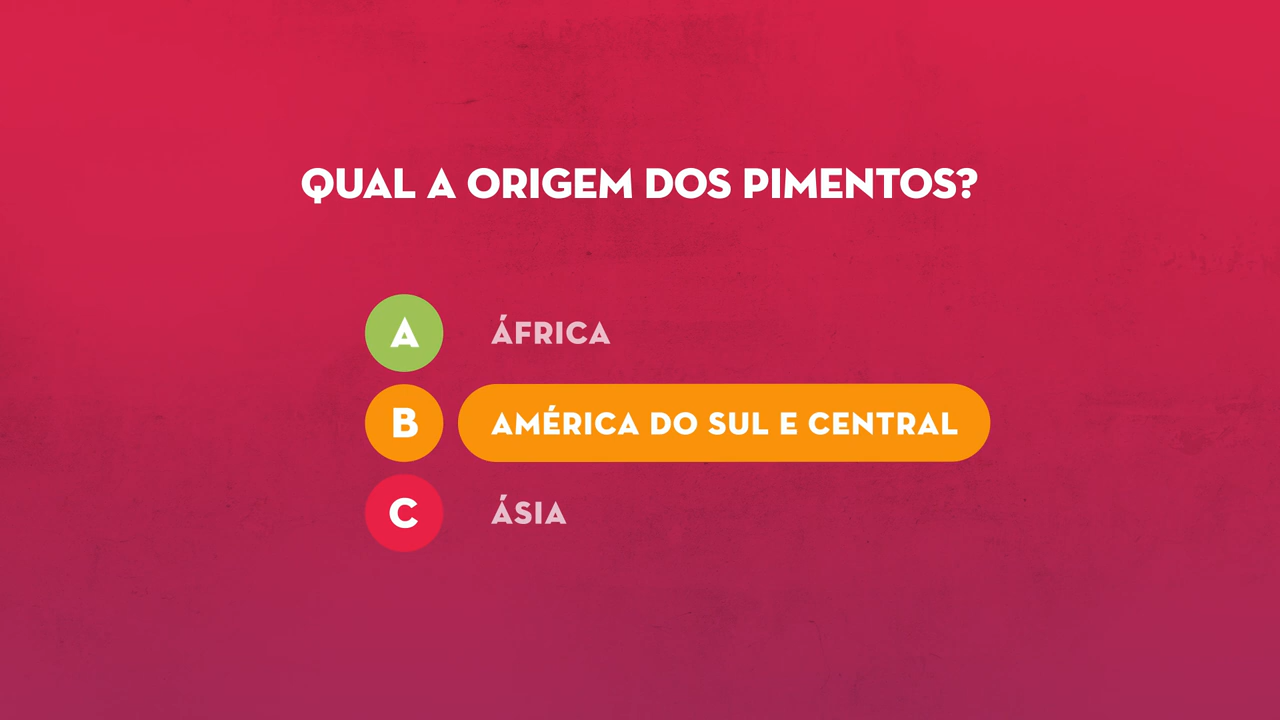 QUAL A ORIGEM DOS PIMENTOS?
A ÁFRICA
B AMÉRICA DO SUL E CENTRAL
C ÁSIA